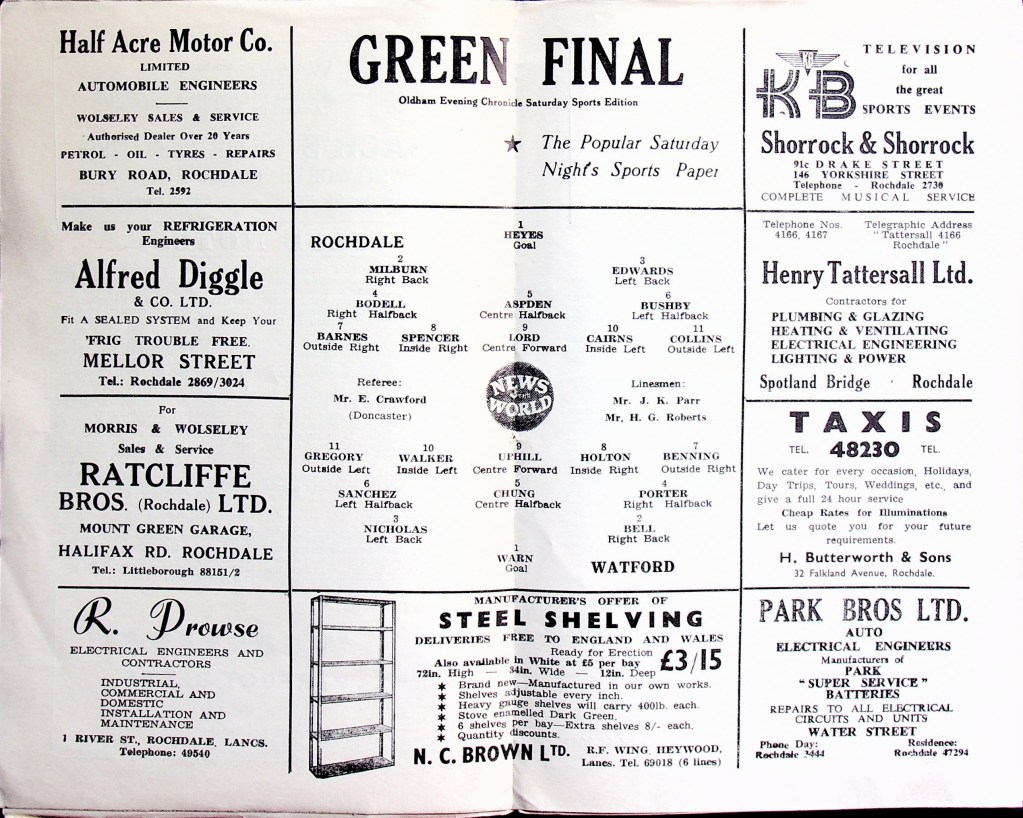 Half Acre Motor Co.
LIMITED
AUTOMOBILE ENGINEERS
WOLSELEY SALES & SERVICE
Authorised Dealer Over 20 Years
PETROL - OIL - TYRES - REPAIRS
BURY ROAD, ROCHDALE
Tel. 2592
Make us your REFRIGERATION
Engineers
Alfred Diggle
& CO. LTD.
Fit A SEALED SYSTEM and Keep Your
'FRIG TROUBLE FREE.
MELLOR STREET
Tel.: Rochdale 2869/3024
For
MORRIS & WOLSELEY
Sales & Service
RATCLIFFE
BROS. (Rochdale) LTD.
MOUNT GREEN GARAGE,
HALIFAX RD. ROCHDALE
Tel.: Littleborough 88151/2
R. Prowse
ELECTRICAL ENGINEERS AND
CONTRACTORS
INDUSTRIAL,
COMMERCIAL AND
DOMESTIC
INSTALLATION AND
MAINTENANCE
1 RIVER ST., ROCHDALE, LANCS.
Telephone: 49540
GREEN FINAL
Oldham Evening Chronicle Saturday Sports Edition
★ The Popular Saturday
Night's Sports Paper
ROCHDALE
1
HEYES
Goal
2 3
MILBURN EDWARDS
Right Back Left Back
4 5 6
BODELL ASPDEN BUSHBY
Right Halfback Centre Halfback Left Halfback
7 8 9 10 11
BARNES SPENCER LORD CAIRNS COLLINS
Outside Right Inside Right Centre Forward Inside Left Outside Left
Referee: Linesmen:
Mr. E. Crawford Mr. J. K. Parr
(Doncaster) Mr. H. G. Roberts
NEWS
OF THE
WORLD
11 10 9 8 7
GREGORY WALKER UPHILL HOLTON BENNING
Outside Left Inside Left Centre Forward Inside Right Outside Right
6 5 4
SANCHEZ CHUNG PORTER
Left Halfback Centre Halfback Right Halfback
3 2
NICHOLAS BELL
Left Back Right Back
1
WARN
Goal
WATFORD
MANUFACTURER'S OFFER OF
STEEL SHELVING
DELIVERIES FREE TO ENGLAND AND WALES
Ready for Erection
Also available in White at £5 per bay £3/15
72in. High — 34in. Wide — 12in. Deep
★ Brand new—Manufactured in our own works.
★ Shelves adjustable every inch.
★ Heavy gauge shelves will carry 400lb. each.
★ Stove enamelled Dark Green.
★ 6 shelves per bay—Extra shelves 8/- each.
★ Quantity discounts.
N. C. BROWN LTD. R.F. WING, HEYWOOD,
Lancs. Tel. 69018 (6 lines)
KB
TELEVISION
for all
the great
SPORTS EVENTS
Shorrock & Shorrock
91c DRAKE STREET
146 YORKSHIRE STREET
Telephone - Rochdale 2730
COMPLETE MUSICAL SERVICE
Telephone Nos. Telegraphic Address
4166, 4167 "Tattersall 4166
Rochdale"
Henry Tattersall Ltd.
Contractors for
PLUMBING & GLAZING
HEATING & VENTILATING
ELECTRICAL ENGINEERING
LIGHTING & POWER
Spotland Bridge · Rochdale
TAXIS
TEL. 48230 TEL.
We cater for every occasion, Holidays,
Day Trips, Tours, Weddings, etc., and
give a full 24 hour service
Cheap Rates for Illuminations
Let us quote you for your future
requirements.
H. Butterworth & Sons
32 Falkland Avenue, Rochdale.
PARK BROS LTD.
AUTO
ELECTRICAL ENGINEERS
Manufacturers of
PARK
"SUPER SERVICE"
BATTERIES
REPAIRS TO ALL ELECTRICAL
CIRCUITS AND UNITS
WATER STREET
Phone Day: Residence:
Rochdale 3444 Rochdale 47294